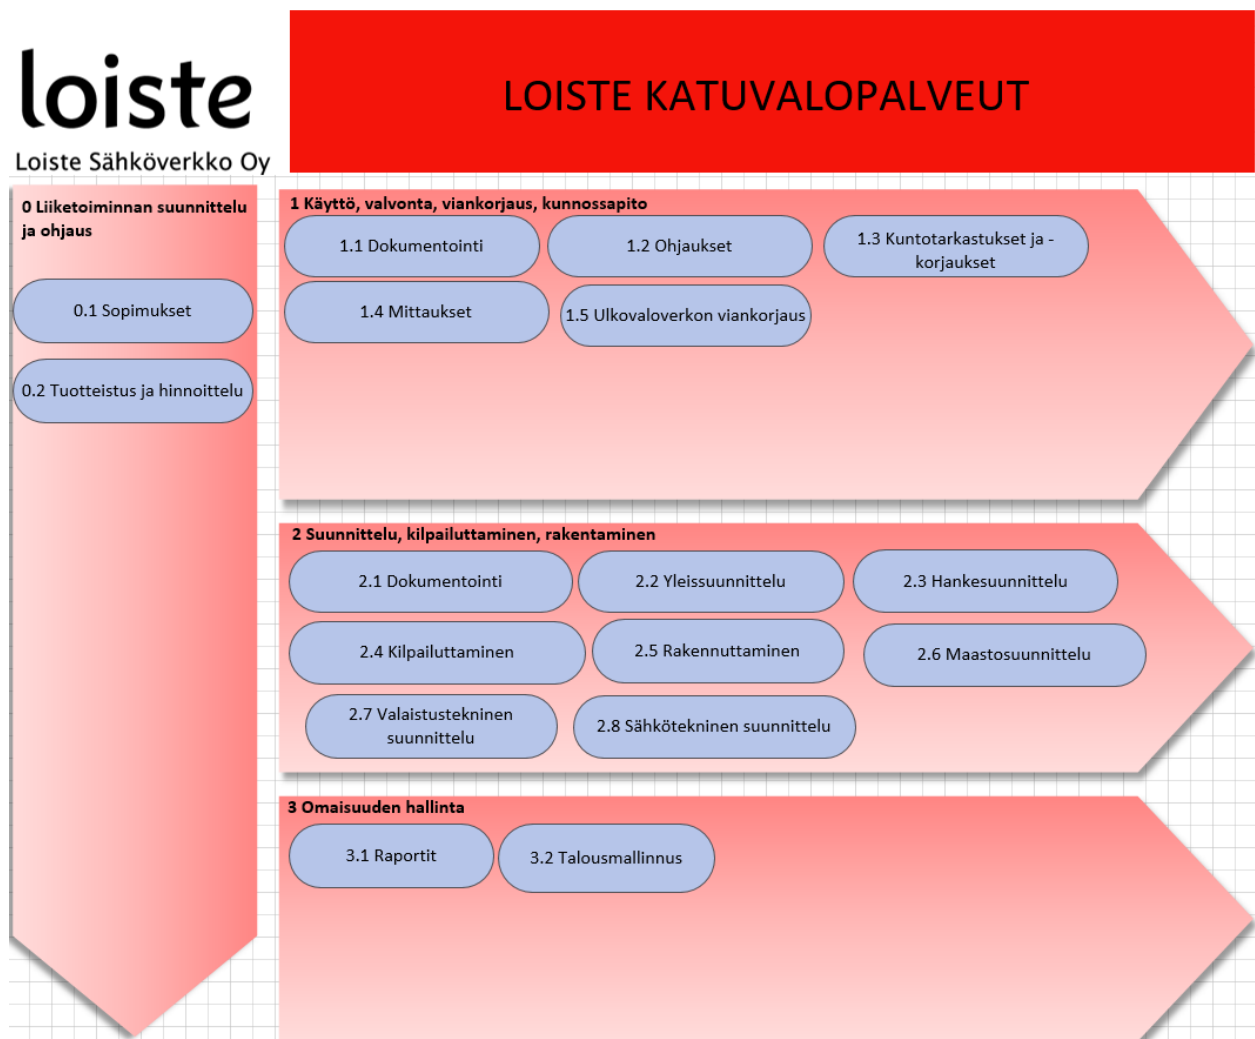 loiste
Loiste Sähköverkko Oy
LOISTE KATUVALOPALVEUT
0 Liiketoiminnan suunnittelu
ja ohjaus
0.1 Sopimukset
0.2 Tuotteistus ja hinnoittelu
1 Käyttö, valvonta, viankorjaus, kunnossapito
1.1 Dokumentointi
1.2 Ohjaukset
1.3 Kuntotarkastukset ja -
korjaukset
1.4 Mittaukset
1.5 Ulkovaloverkon viankorjaus
2 Suunnittelu, kilpailuttaminen, rakentaminen
2.1 Dokumentointi
2.2 Yleissuunnittelu
2.3 Hankesuunnittelu
2.4 Kilpailuttaminen
2.5 Rakennuttaminen
2.6 Maastosuunnittelu
2.7 Valaistustekninen
suunnittelu
2.8 Sähkötekninen suunnittelu
3 Omaisuuden hallinta
3.1 Raportit
3.2 Talousmallinnus